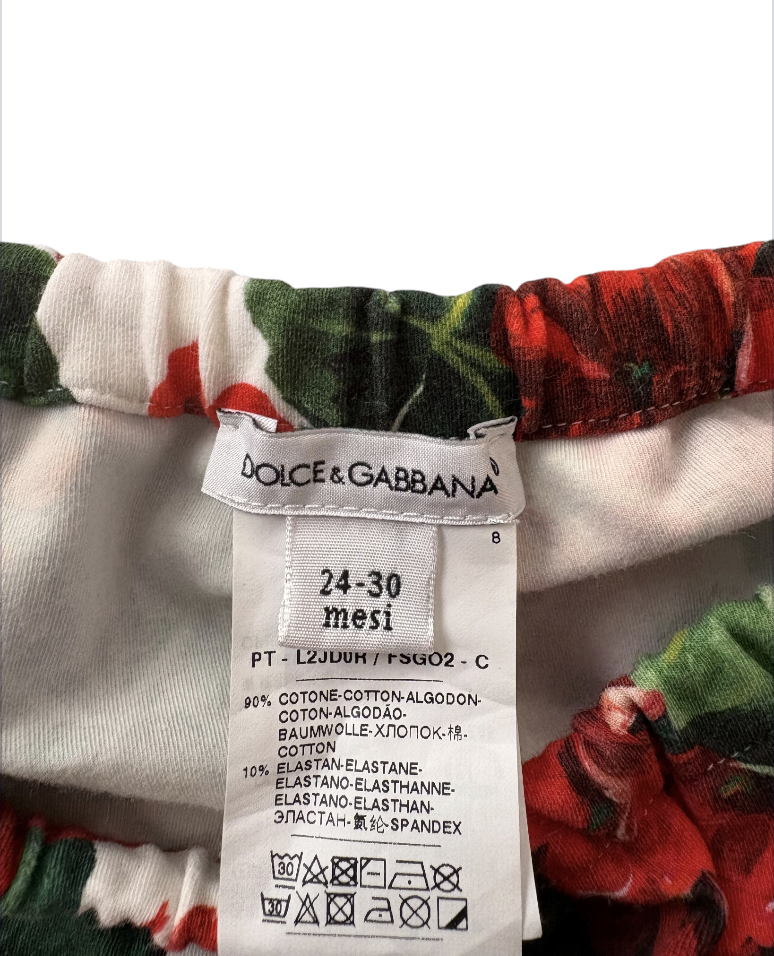 DOLCE & GABBANA
8
24-30
mesi
PT - L2JD0R / FSGO2 - C
90% COTONE-COTTON-ALGODON-
COTON-ALGODÃO-
BAUMWOLLE-ХЛОПОК-棉-
COTTON
10% ELASTAN-ELASTANE-
ELASTANO-ELASTHANNE-
ELASTANO-ELASTHAN-
ЭЛАСТАН-氨纶-SPANDEX
30
30